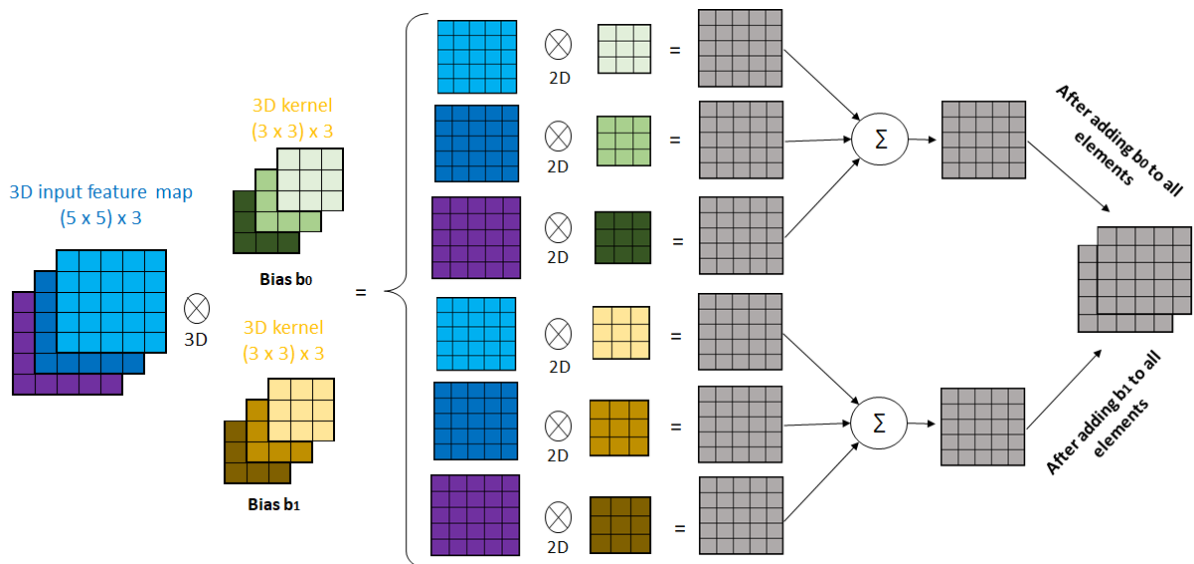 3D input feature map
(5 x 5) x 3
3D
3D kernel
(3 x 3) x 3
Bias b0
3D kernel
(3 x 3) x 3
Bias b1
=
2D
=
2D
=
2D
=
2D
=
2D
=
2D
=
Σ
Σ
After adding b0 to all
elements
After adding b1 to all
elements